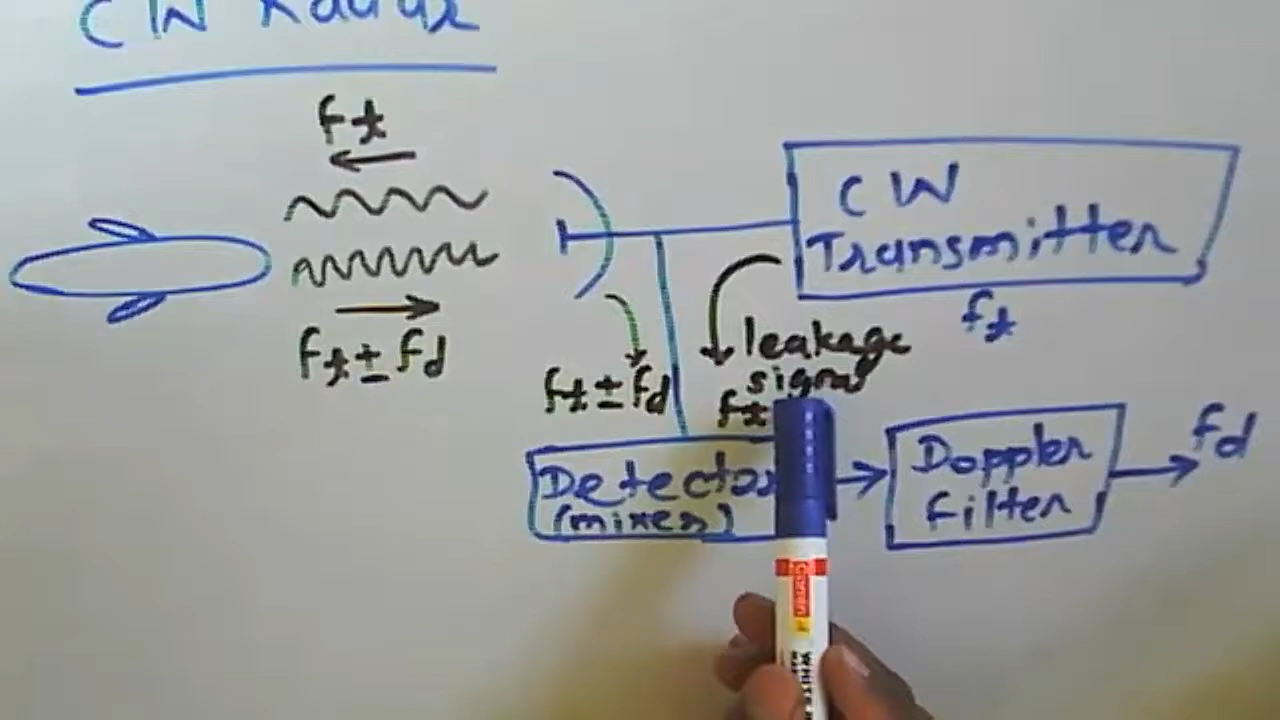 CW Radar
ft
ft ± fd
CW
Transmitter
ft
leakage
signal
ft
ft ± fd
Detector
(mixer)
Doppler
filter
fd